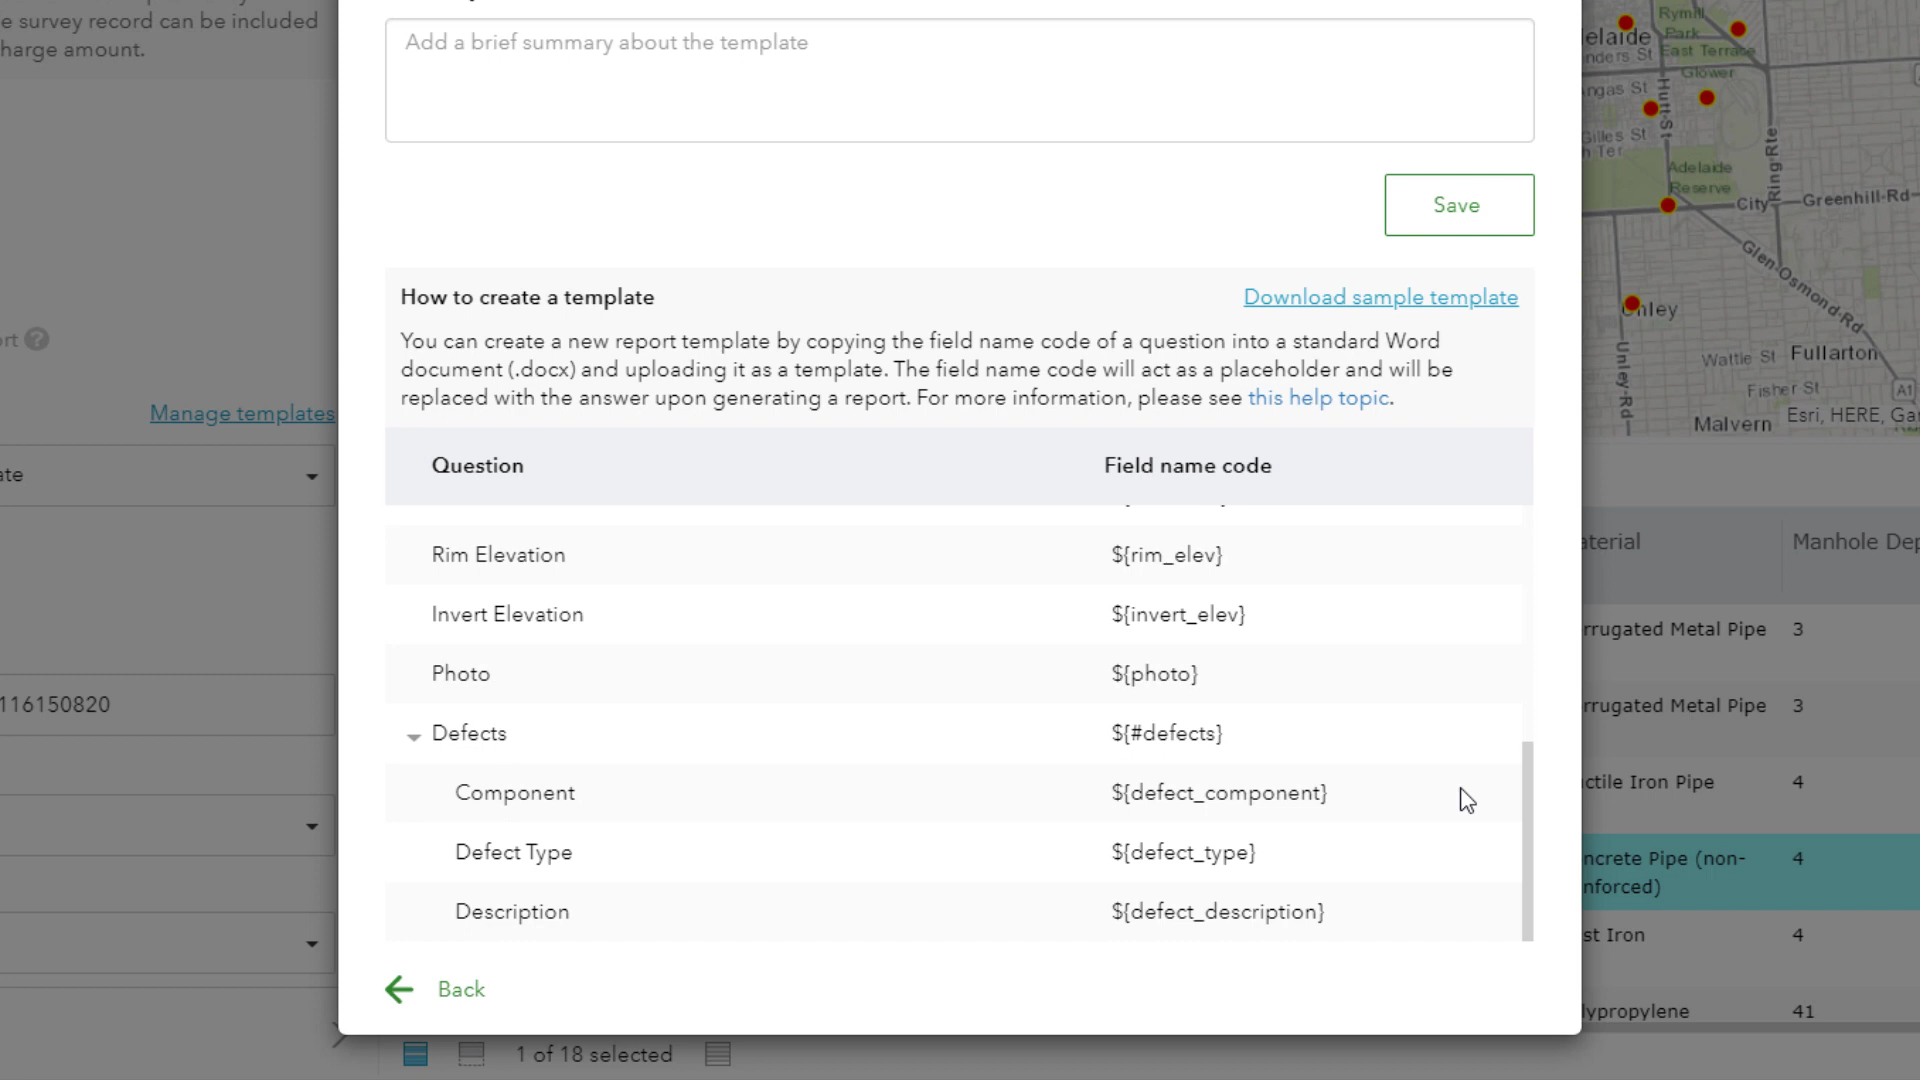 e survey record can be included
harge amount.
Add a brief summary about the template
Save
How to create a template
Download sample template
You can create a new report template by copying the field name code of a question into a standard Word
document (.docx) and uploading it as a template. The field name code will act as a placeholder and will be
replaced with the answer upon generating a report. For more information, please see this help topic.
Question
Field name code
Rim Elevation
${rim_elev}
Invert Elevation
${invert_elev}
Photo
${photo}
Defects
${#defects}
Component
${defect_component}
Defect Type
${defect_type}
Description
${defect_description}
Back
rt
?
Manage templates
ate
116150820
1 of 18 selected
Rymill
Park
elaide
nders St
East Terrace
Glower
ngas St
Hutt-St
Gilles St
h Ter
Adelaide
Reserve
Ring Rte
City
Greenhill-Rd
Glen-Osmond-Rd
Unley
Unley-Rd
Wattle St
Fullarton
Fisher St
A1
Malvern
Esri, HERE, Gar
aterial
Manhole Dep
rrugated Metal Pipe
3
rrugated Metal Pipe
3
ctile Iron Pipe
4
ncrete Pipe (non-
nforced)
4
st Iron
4
lypropylene
41